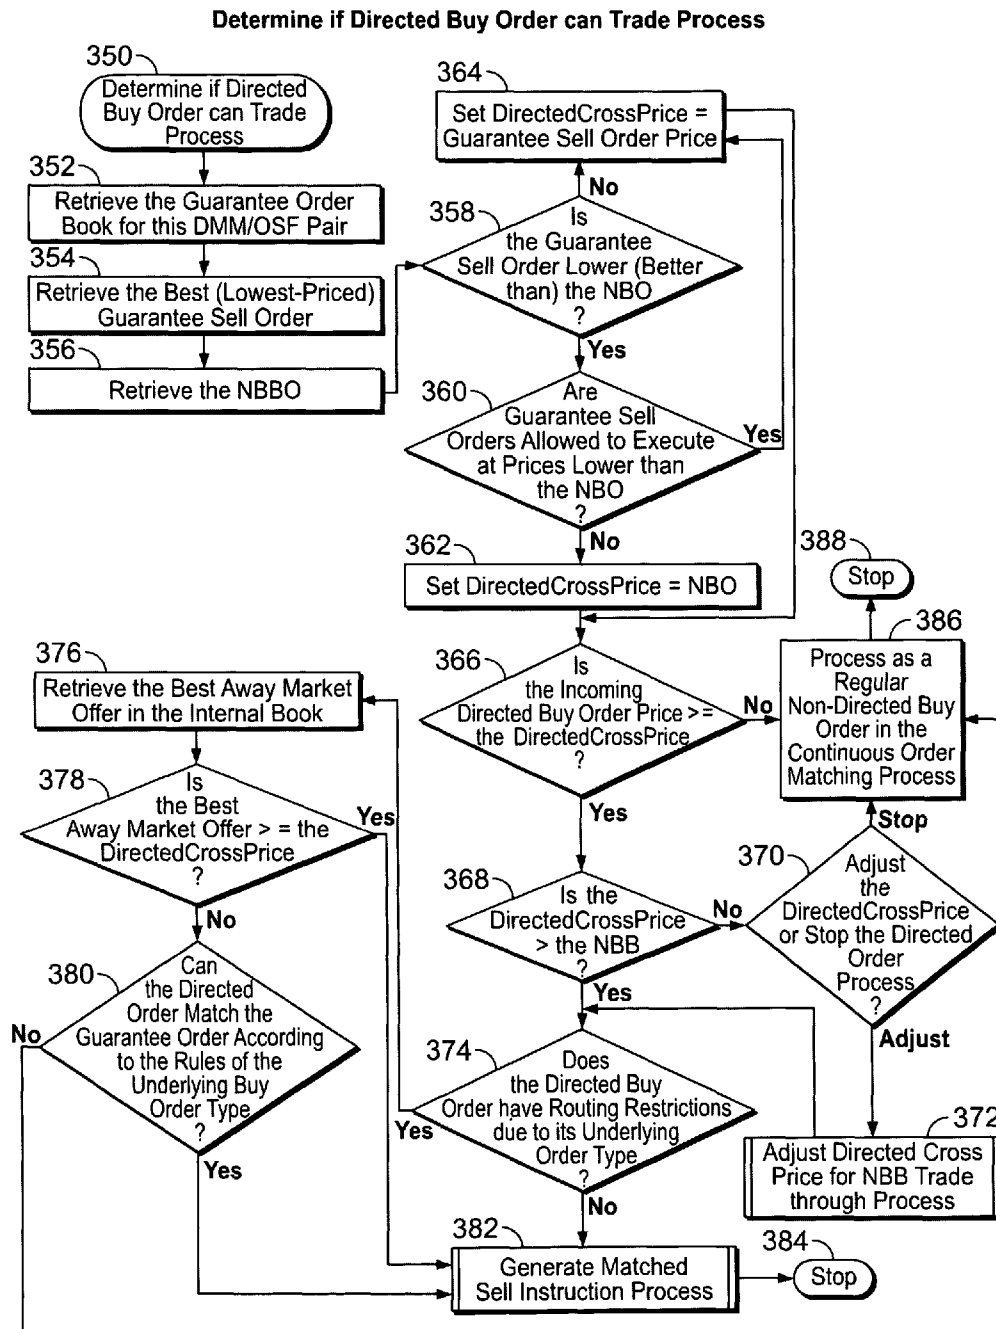 Determine if Directed Buy Order can Trade Process
350
Determine if Directed
Buy Order can Trade
Process
352
Retrieve the Guarantee Order
Book for this DMM/OSF Pair
354
Retrieve the Best (Lowest-Priced)
Guarantee Sell Order
356
Retrieve the NBBO
364
Set DirectedCrossPrice =
Guarantee Sell Order Price
No
358
Is
the Guarantee
Sell Order Lower (Better
than) the NBO
?
Yes
360
Are
Guarantee Sell
Orders Allowed to Execute
at Prices Lower than
the NBO
?
Yes
No
362
Set DirectedCrossPrice = NBO
366
Is
the Incoming
Directed Buy Order Price >=
the DirectedCrossPrice
?
No
Yes
388
Stop
386
Process as a
Regular
Non-Directed Buy
Order in the
Continuous Order
Matching Process
368
Is the
DirectedCrossPrice
> the NBB
?
No
Yes
Stop
370
Adjust
the
DirectedCrossPrice
or Stop the Directed
Order
Process
?
Adjust
372
Adjust Directed Cross
Price for NBB Trade
through Process
374
Does
the Directed Buy
Order have Routing Restrictions
due to its Underlying
Order Type
?
Yes
No
376
Retrieve the Best Away Market
Offer in the Internal Book
378
Is
the Best
Away Market Offer > = the
DirectedCrossPrice
?
Yes
No
380
Can
the Directed
Order Match the
Guarantee Order According
to the Rules of the
Underlying Buy
Order Type
?
No
Yes
382
Generate Matched
Sell Instruction Process
384
Stop